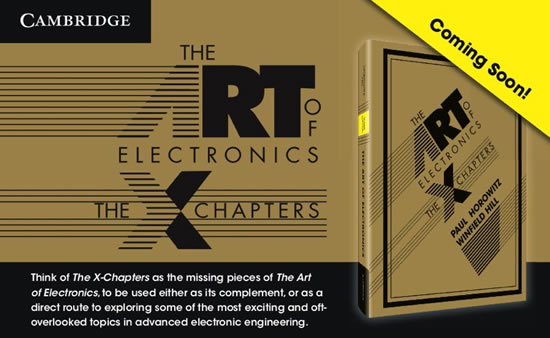 CAMBRIDGE
Coming Soon!
THE
ART
OF
ELECTRONICS
THE X CHAPTERS
THE
ART
OF
ELECTRONICS
THE X CHAPTERS
PAUL HOROWITZ
WINFIELD HILL
THE ART OF ELECTRONICS
Think of The X-Chapters as the missing pieces of The Art
of Electronics, to be used either as its complement, or as a
direct route to exploring some of the most exciting and oft-
overlooked topics in advanced electronic engineering.